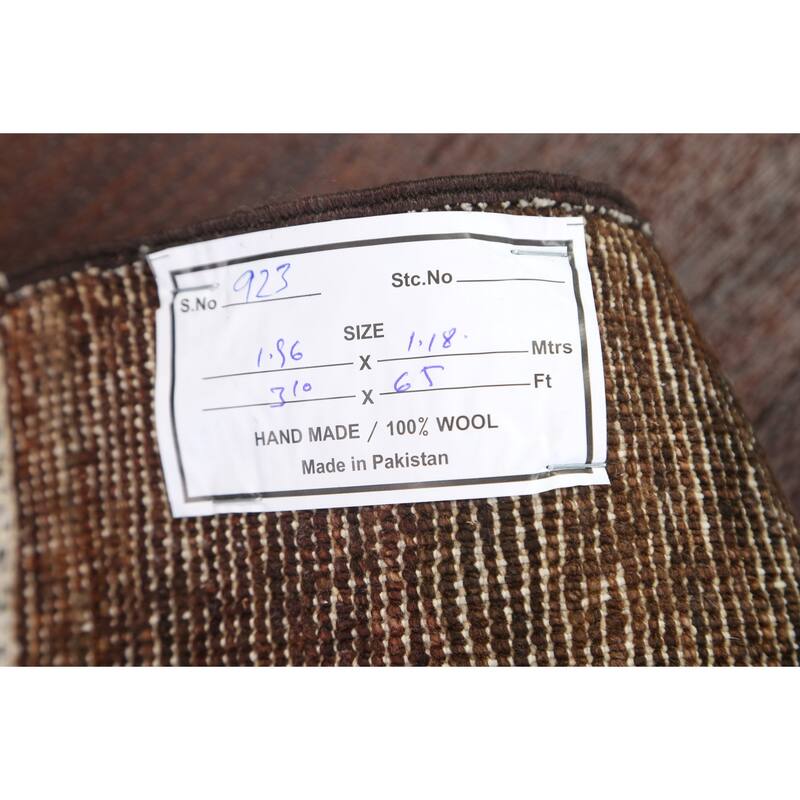 S.No 923 Stc.No
SIZE
1.96 X 1.18. Mtrs
3'10 X 6 5 Ft
HAND MADE / 100% WOOL
Made in Pakistan